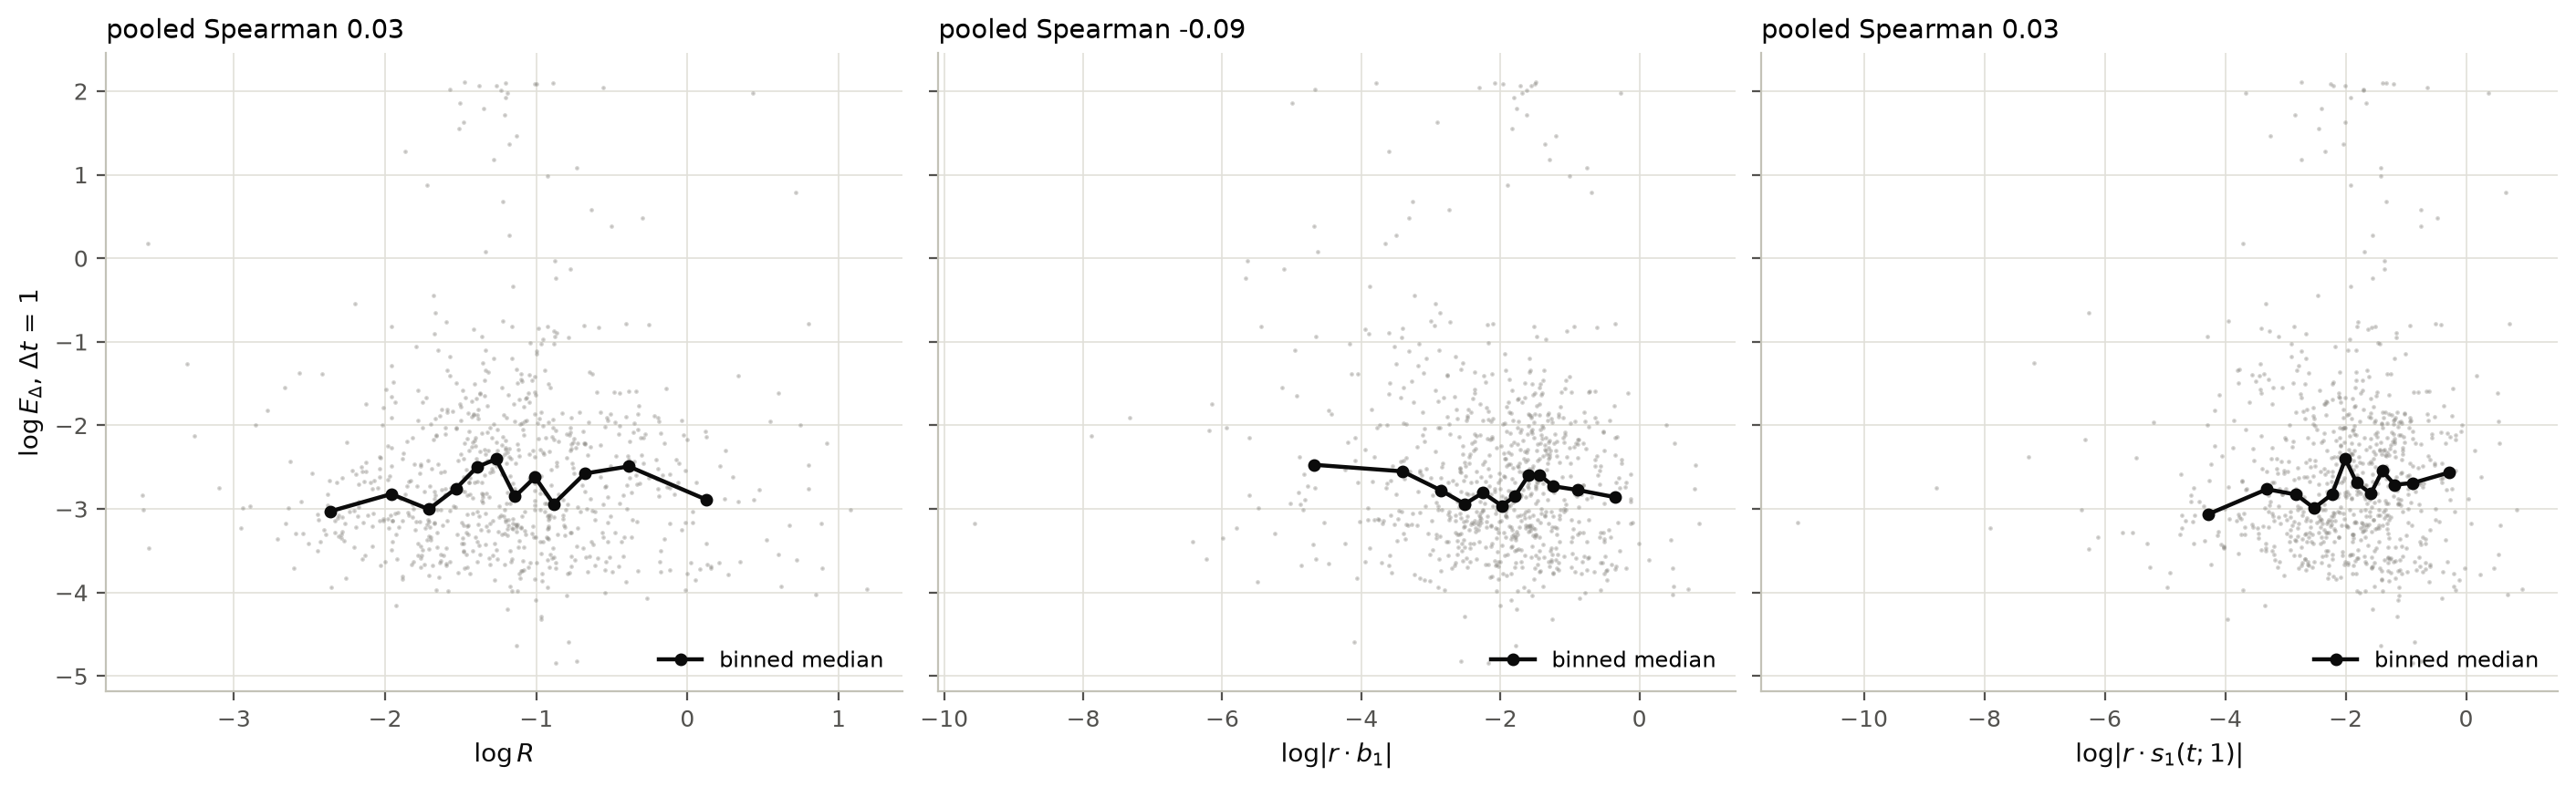 pooled Spearman 0.03
pooled Spearman -0.09
pooled Spearman 0.03
log E_Δ, Δt = 1
2
1
0
−1
−2
−3
−4
−5
binned median
binned median
binned median
−3 −2 −1 0 1
−10 −8 −6 −4 −2 0
−10 −8 −6 −4 −2 0
log R
log|r · b₁|
log|r · s₁(t; 1)|